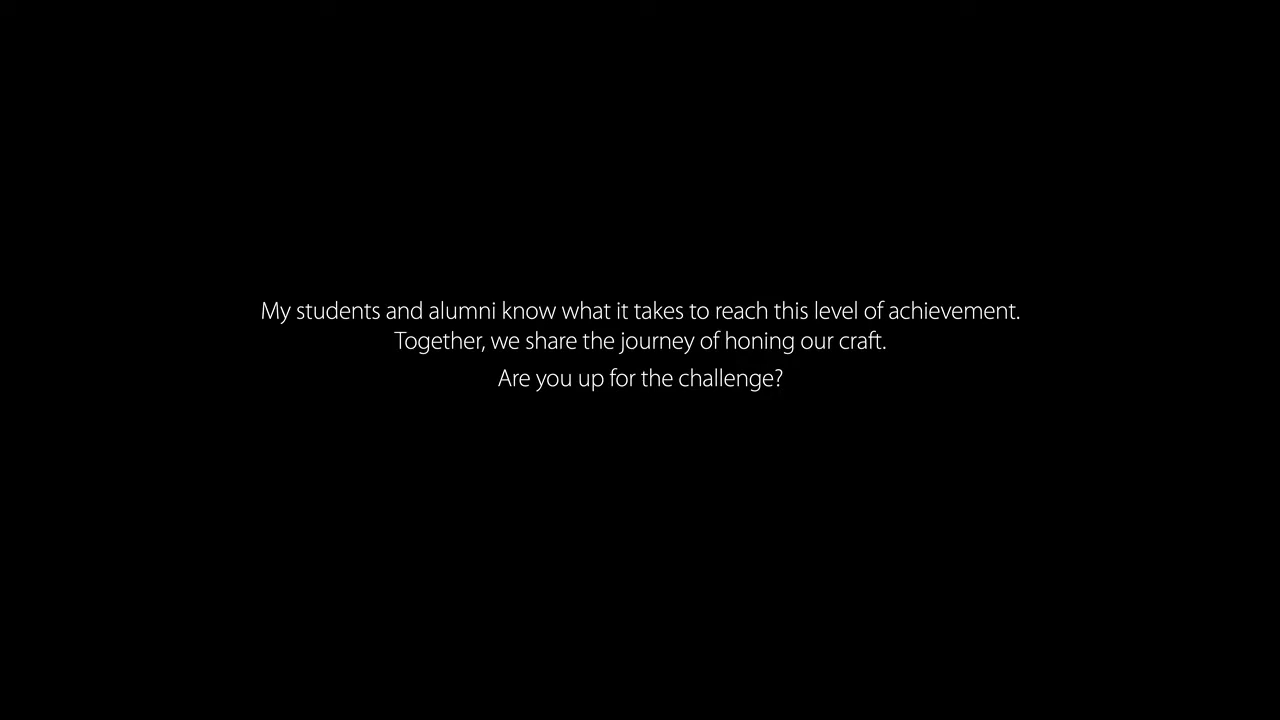 My students and alumni know what it takes to reach this level of achievement.
Together, we share the journey of honing our craft.
Are you up for the challenge?